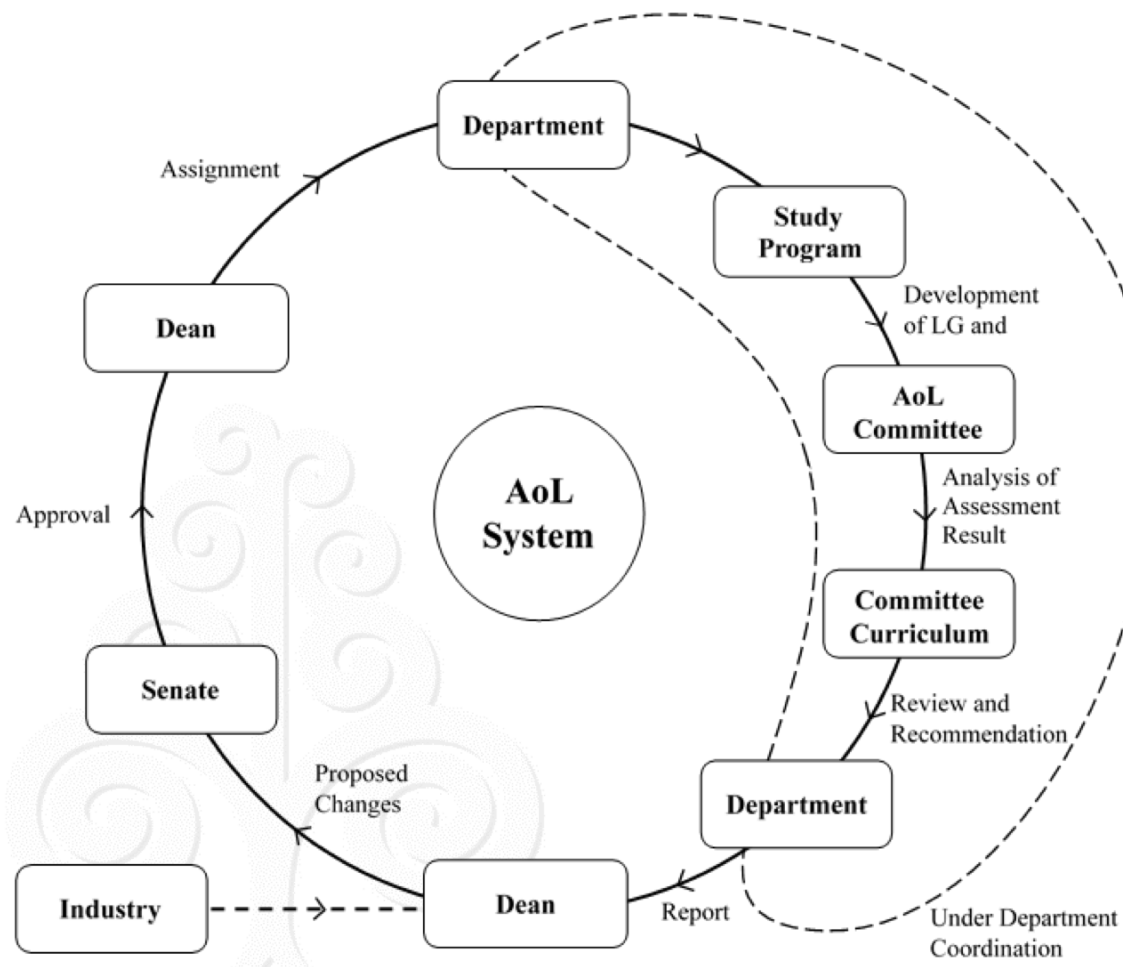 Department
Assignment
Study
Program
Development
of LG and
Dean
AoL
Committee
AoL
System
Analysis of
Assessment
Result
Approval
Committee
Curriculum
Senate
Review and
Recommendation
Proposed
Changes
Department
Industry
Dean
Report
Under Department
Coordination